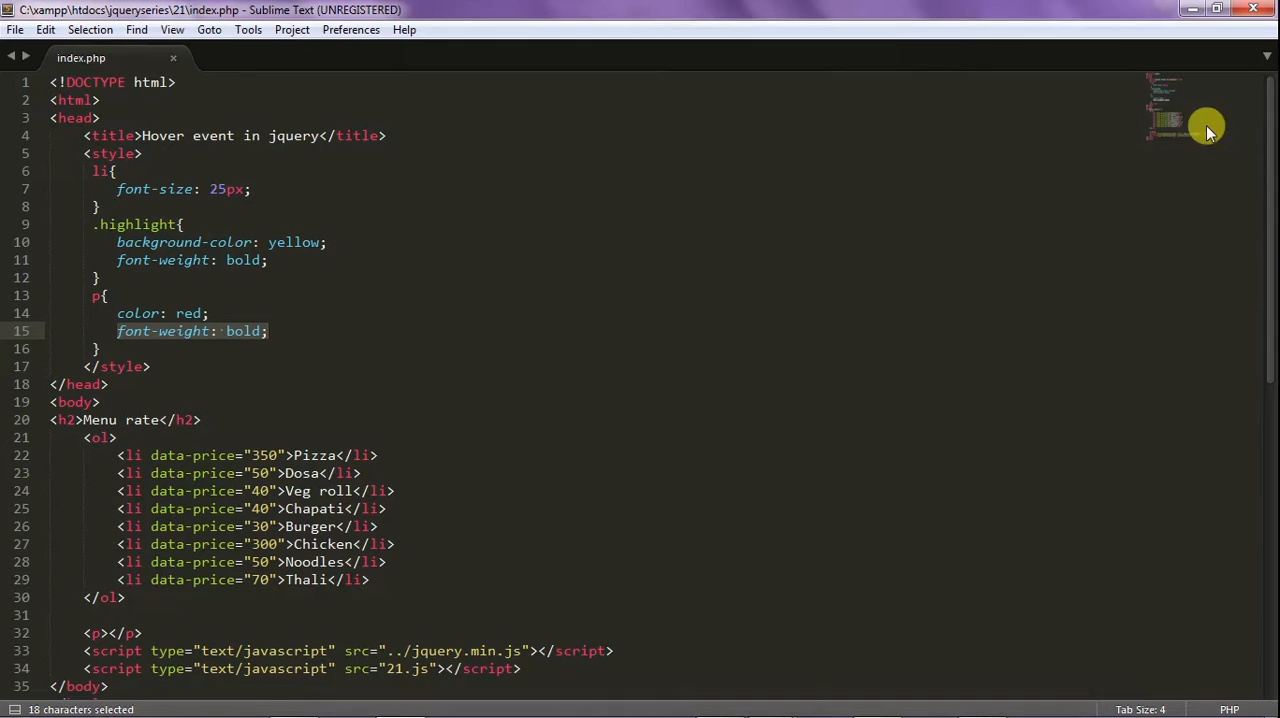 C:\xampp\htdocs\jqueryseries\21\index.php - Sublime Text (UNREGISTERED)
File Edit Selection Find View Goto Tools Project Preferences Help
index.php
1 <!DOCTYPE html>
2 <html>
3 <head>
4 <title>Hover event in jquery</title>
5 <style>
6 li{
7 font-size: 25px;
8 }
9 .highlight{
10 background-color: yellow;
11 font-weight: bold;
12 }
13 p{
14 color: red;
15 font-weight: bold;
16 }
17 </style>
18 </head>
19 <body>
20 <h2>Menu rate</h2>
21 <ol>
22 <li data-price="350">Pizza</li>
23 <li data-price="50">Dosa</li>
24 <li data-price="40">Veg roll</li>
25 <li data-price="40">Chapati</li>
26 <li data-price="30">Burger</li>
27 <li data-price="300">Chicken</li>
28 <li data-price="50">Noodles</li>
29 <li data-price="70">Thali</li>
30 </ol>
31
32 <p></p>
33 <script type="text/javascript" src="../jquery.min.js"></script>
34 <script type="text/javascript" src="21.js"></script>
35 </body>
18 characters selected Tab Size: 4 PHP